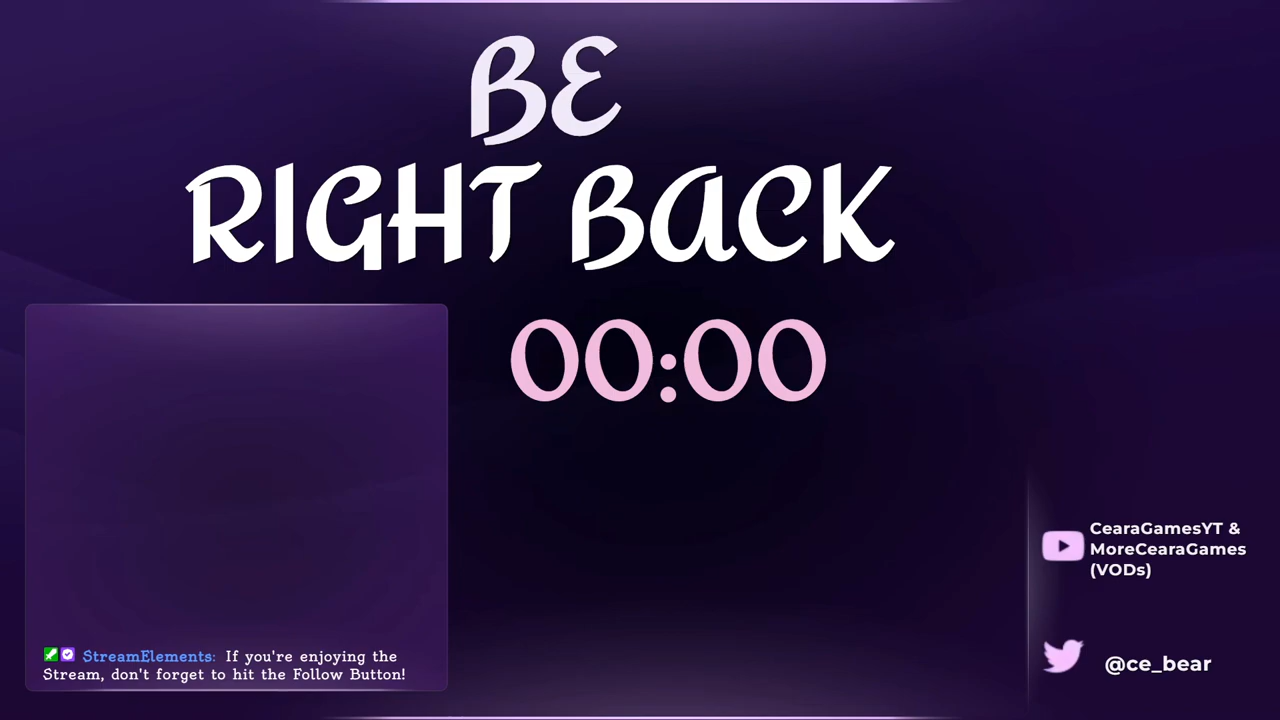 BE
RIGHT BACK
00:00
StreamElements: If you're enjoying the
Stream, don't forget to hit the Follow Button!
CearaGamesYT &
MoreCearaGames
(VODs)
@ce_bear